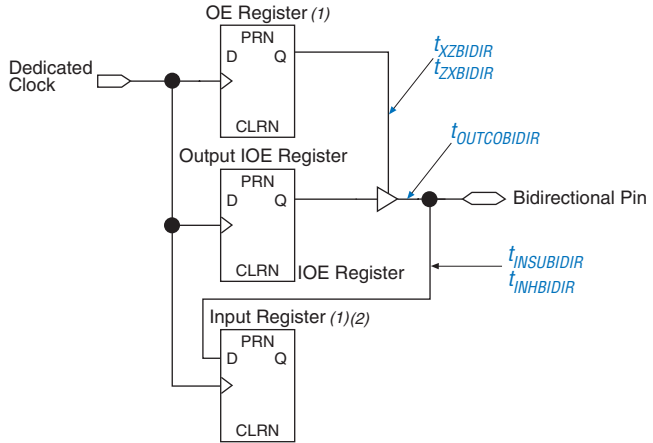 OE Register (1)
PRN
D Q
CLRN
Dedicated
Clock
tXZBIDIR
tZXBIDIR
tOUTCOBIDIR
Output IOE Register
PRN
D Q
CLRN
Bidirectional Pin
IOE Register
tINSUBIDIR
tINHBIDIR
Input Register (1)(2)
PRN
D Q
CLRN